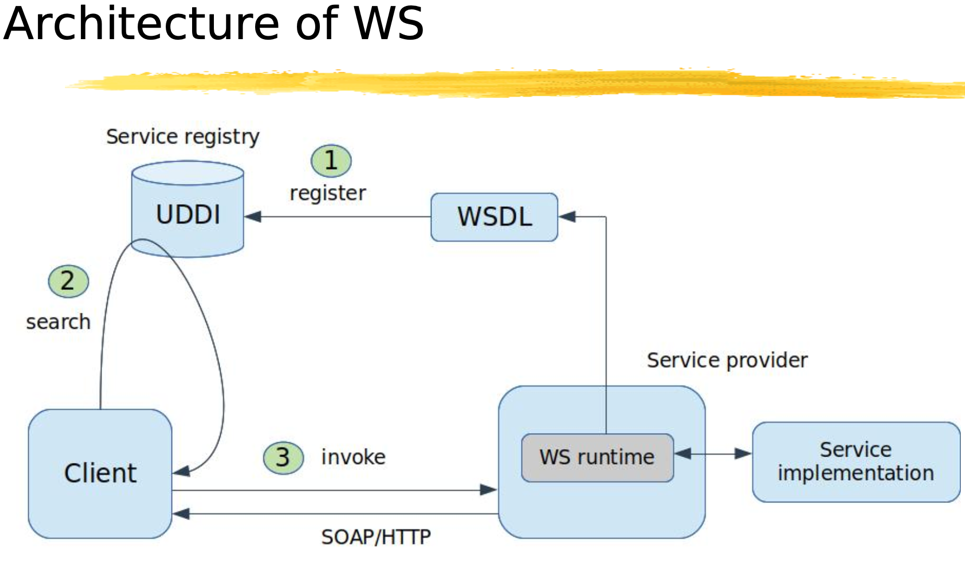 Architecture of WS
Service registry
1
register
UDDI
WSDL
2
search
Service provider
Client
3
invoke
WS runtime
Service
implementation
SOAP/HTTP